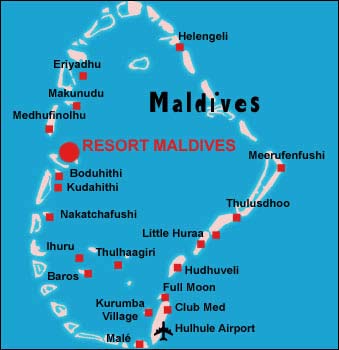 Helengeli
Eriyadhu
Makunudu
Maldives
Medhufinolhu
RESORT MALDIVES
Meerufenfushi
Boduhithi
Kudahithi
Thulusdhoo
Nakatchafushi
Little Huraa
Ihuru
Thulhaagiri
Baros
Hudhuveli
Full Moon
Kurumba
Village
Club Med
Hulhule Airport
Malé